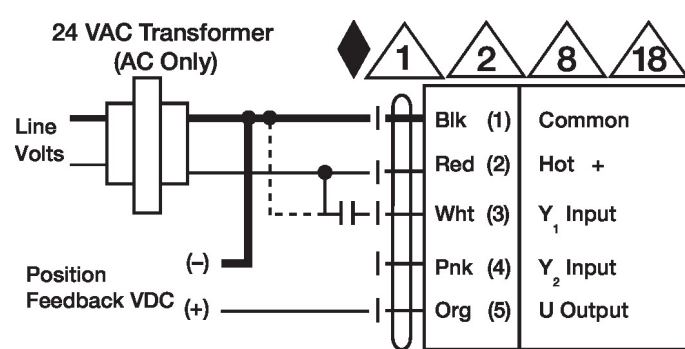 24 VAC Transformer
(AC Only)
1 2 8 18
Line
Volts
Blk (1) Common
Red (2) Hot +
Wht (3) Y1 Input
Pnk (4) Y2 Input
Org (5) U Output
Position
Feedback VDC
(–)
(+)